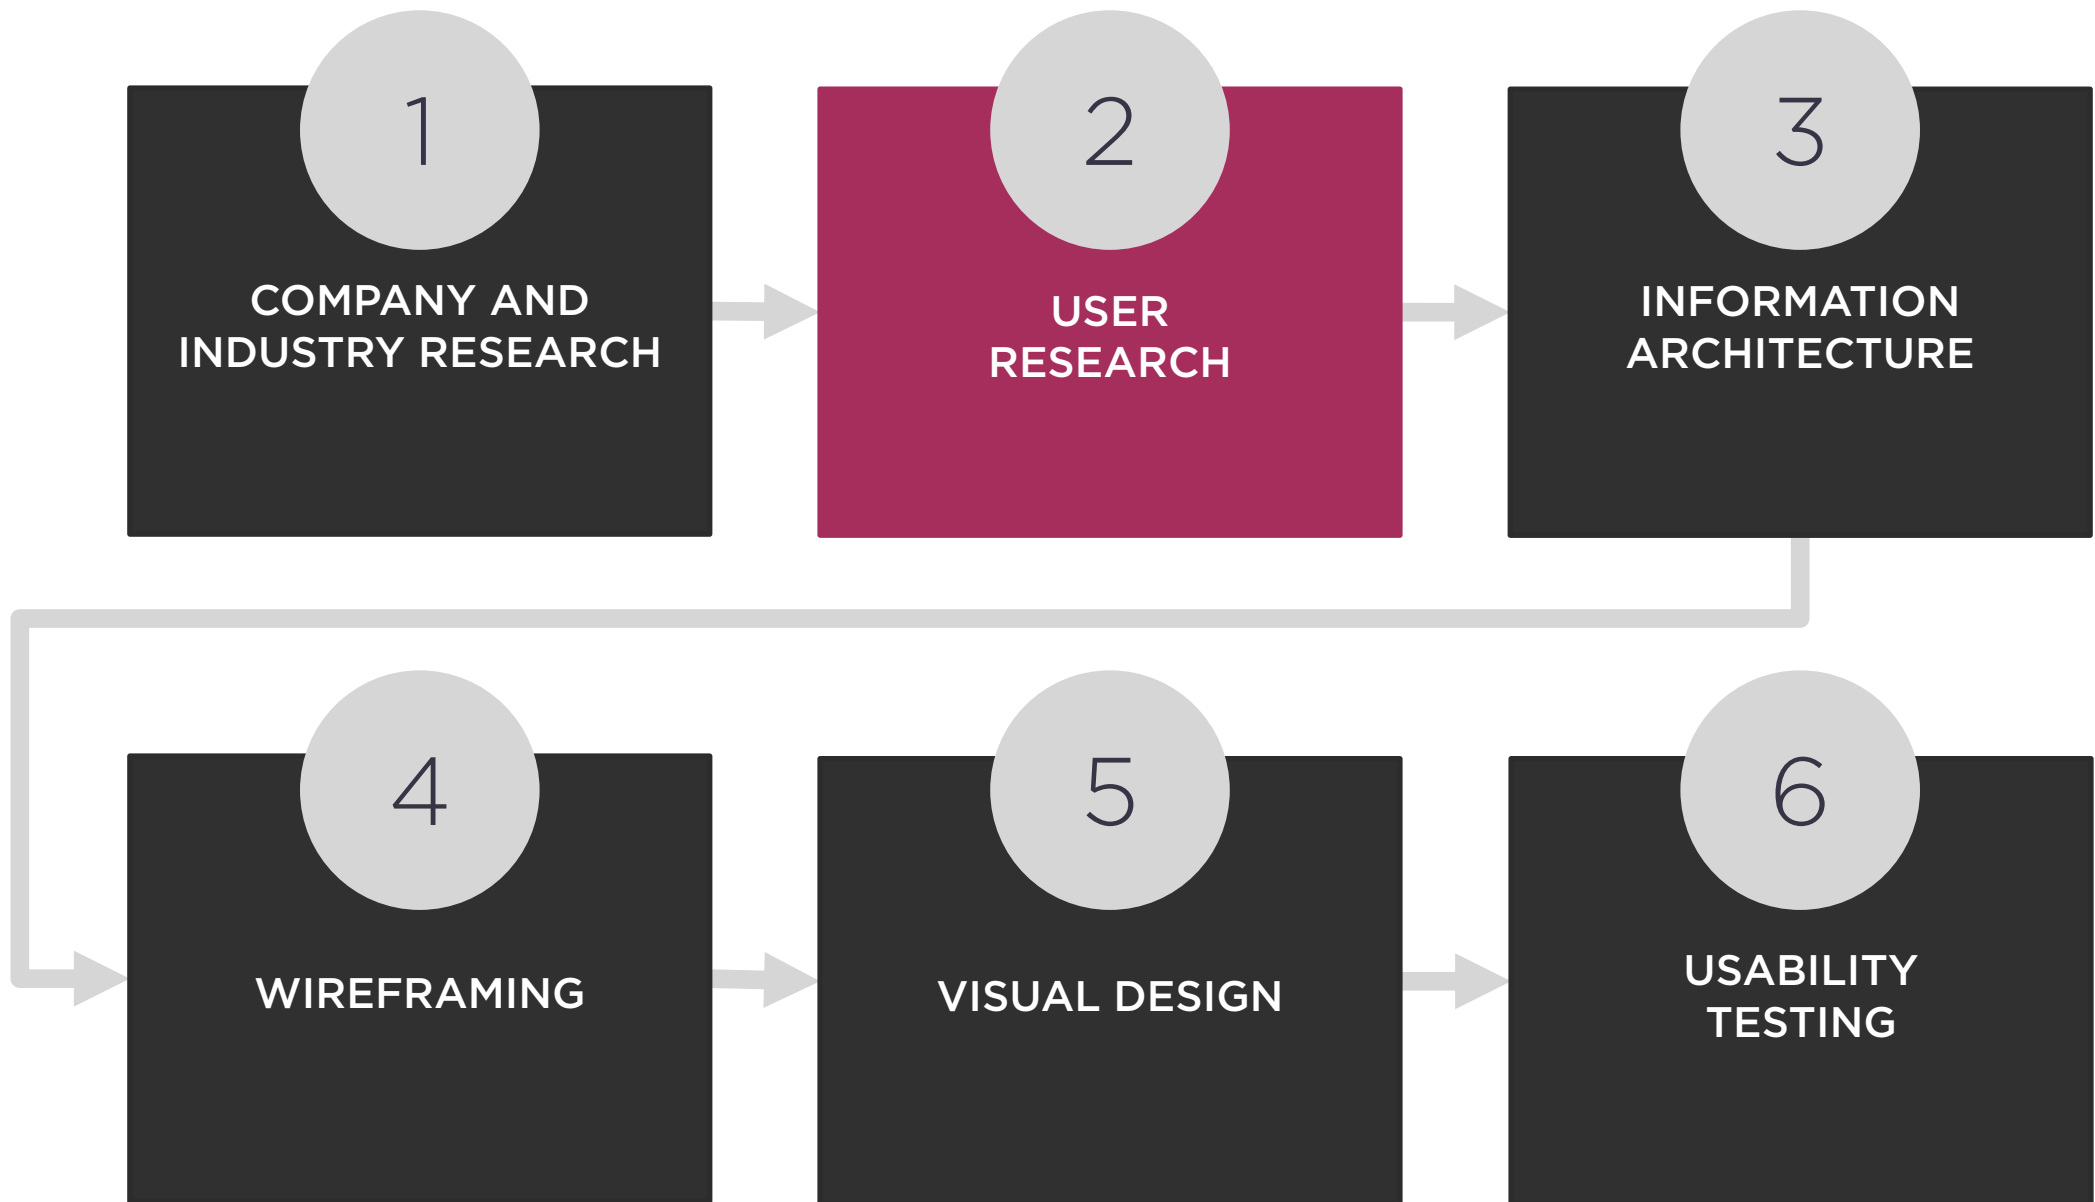 1
COMPANY AND
INDUSTRY RESEARCH
2
USER
RESEARCH
3
INFORMATION
ARCHITECTURE
4
WIREFRAMING
5
VISUAL DESIGN
6
USABILITY
TESTING